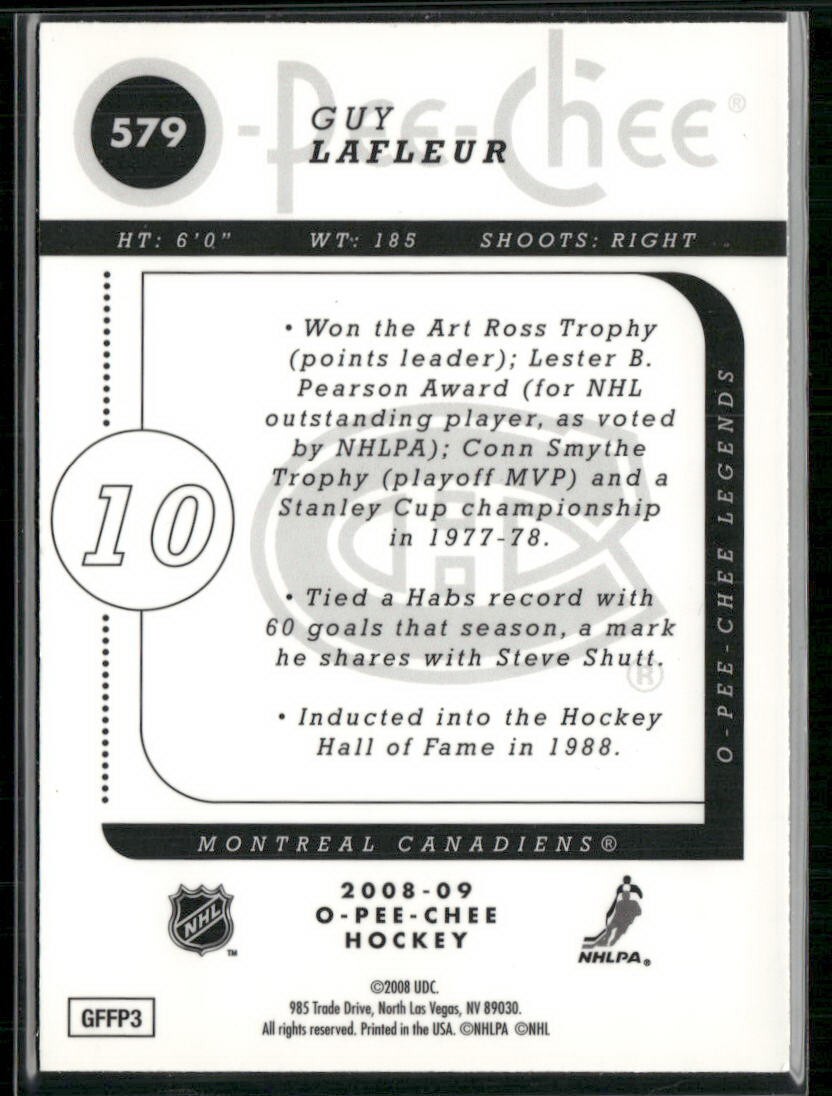 579
O-Pee-Chee®
GUY
LAFLEUR
HT: 6'0" WT: 185 SHOOTS: RIGHT
• Won the Art Ross Trophy
(points leader); Lester B.
Pearson Award (for NHL
outstanding player, as voted
by NHLPA); Conn Smythe
Trophy (playoff MVP) and a
Stanley Cup championship
in 1977-78.
10
• Tied a Habs record with
60 goals that season, a mark
he shares with Steve Shutt.
®
• Inducted into the Hockey
Hall of Fame in 1988.
O-PEE-CHEE LEGENDS
MONTREAL CANADIENS®
NHL
™
2008-09
O-PEE-CHEE
HOCKEY
NHLPA®
©2008 UDC.
985 Trade Drive, North Las Vegas, NV 89030.
All rights reserved. Printed in the USA. ©NHLPA ©NHL
GFFP3